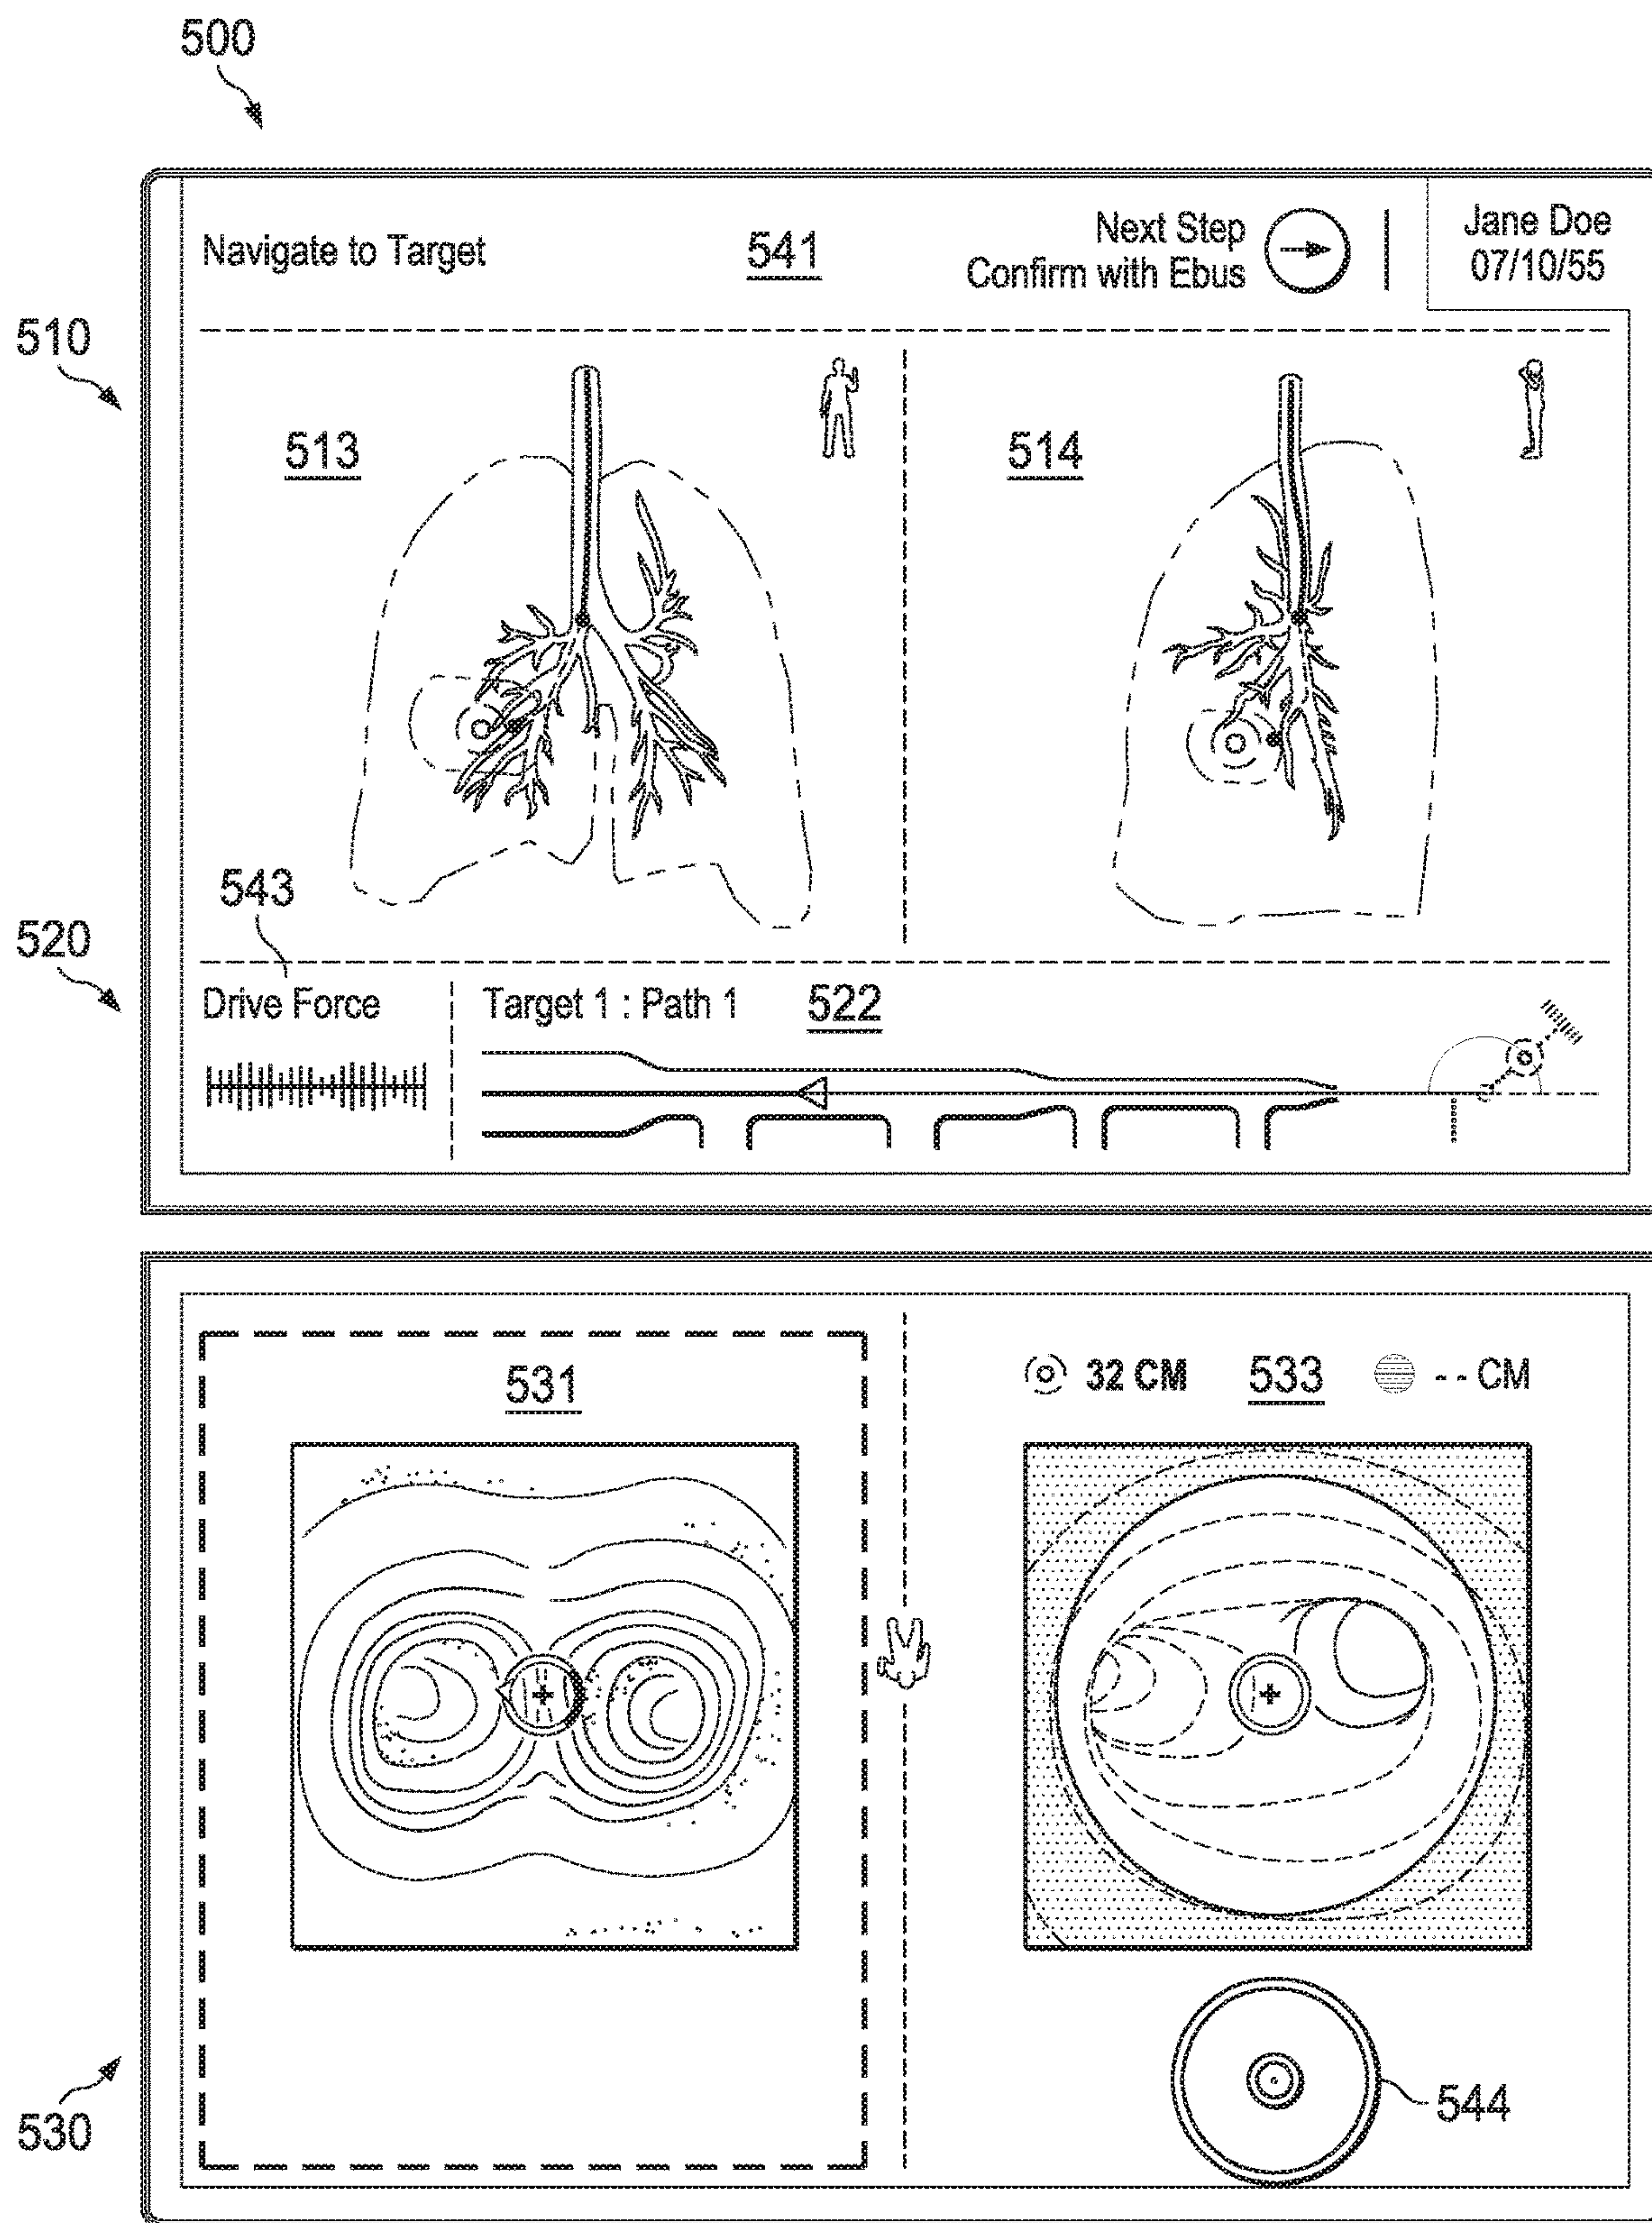 500
Navigate to Target
541
Next Step
Confirm with Ebus
Jane Doe
07/10/55
510
513
514
543
520
Drive Force
Target 1 : Path 1
522
531
32 CM
533
-- CM
530
544